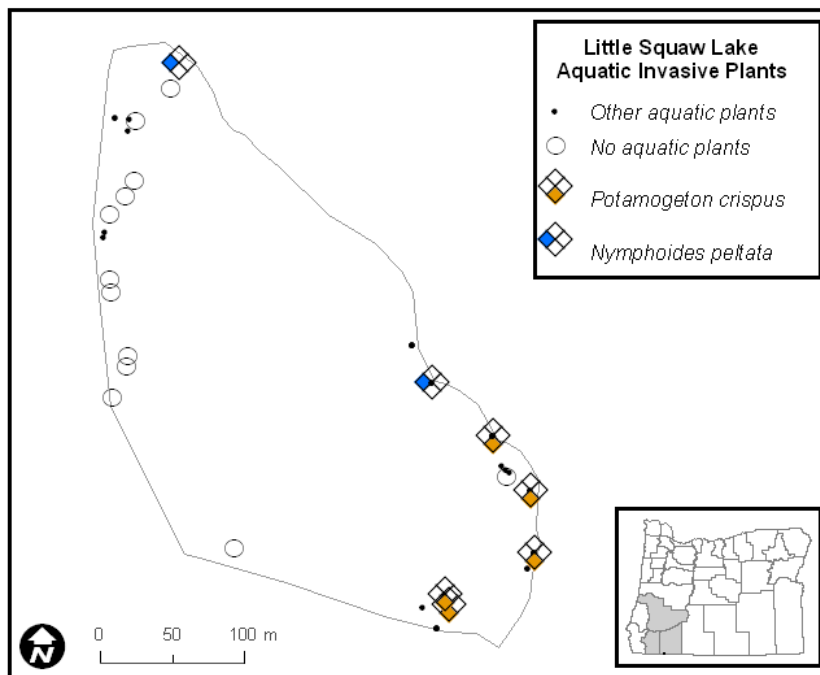 Little Squaw Lake
Aquatic Invasive Plants
Other aquatic plants
No aquatic plants
Potamogeton crispus
Nymphoides peltata
N
0 50 100 m